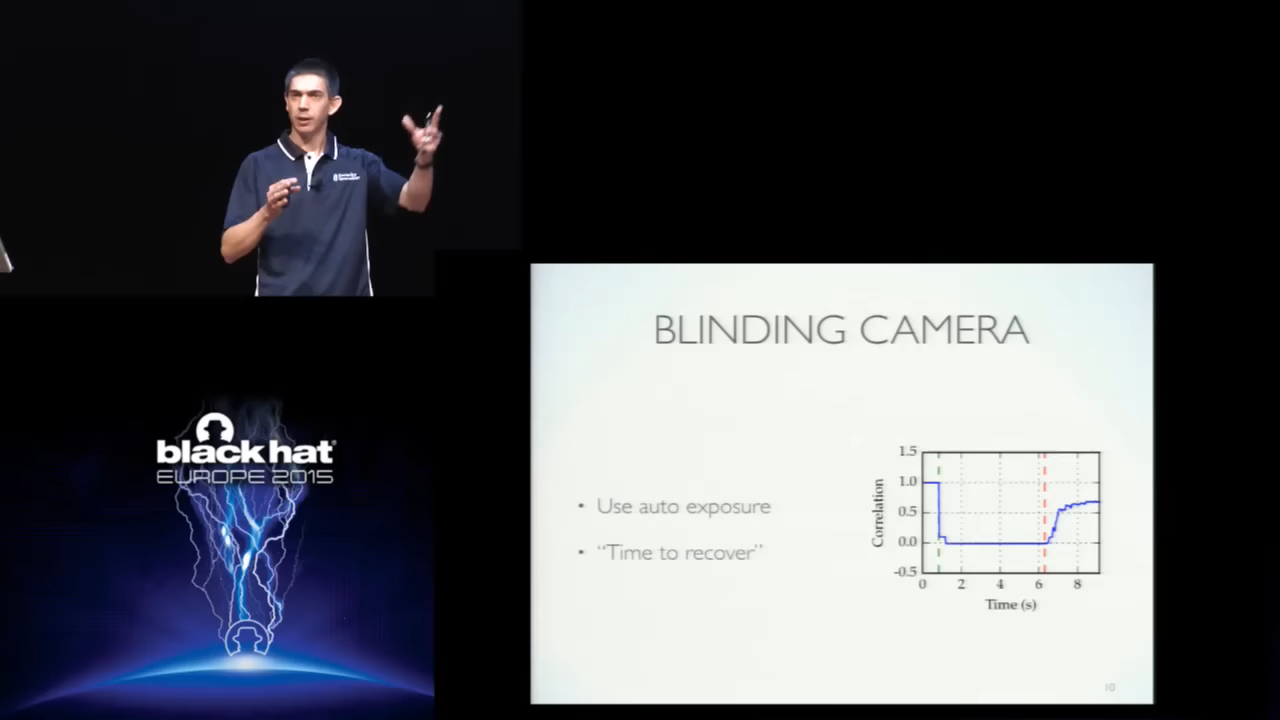 BLINDING CAMERA
• Use auto exposure
• “Time to recover”
1.5
1.0
0.5
0.0
-0.5
Correlation
0 2 4 6 8
Time (s)
10
black hat
EUROPE 2015